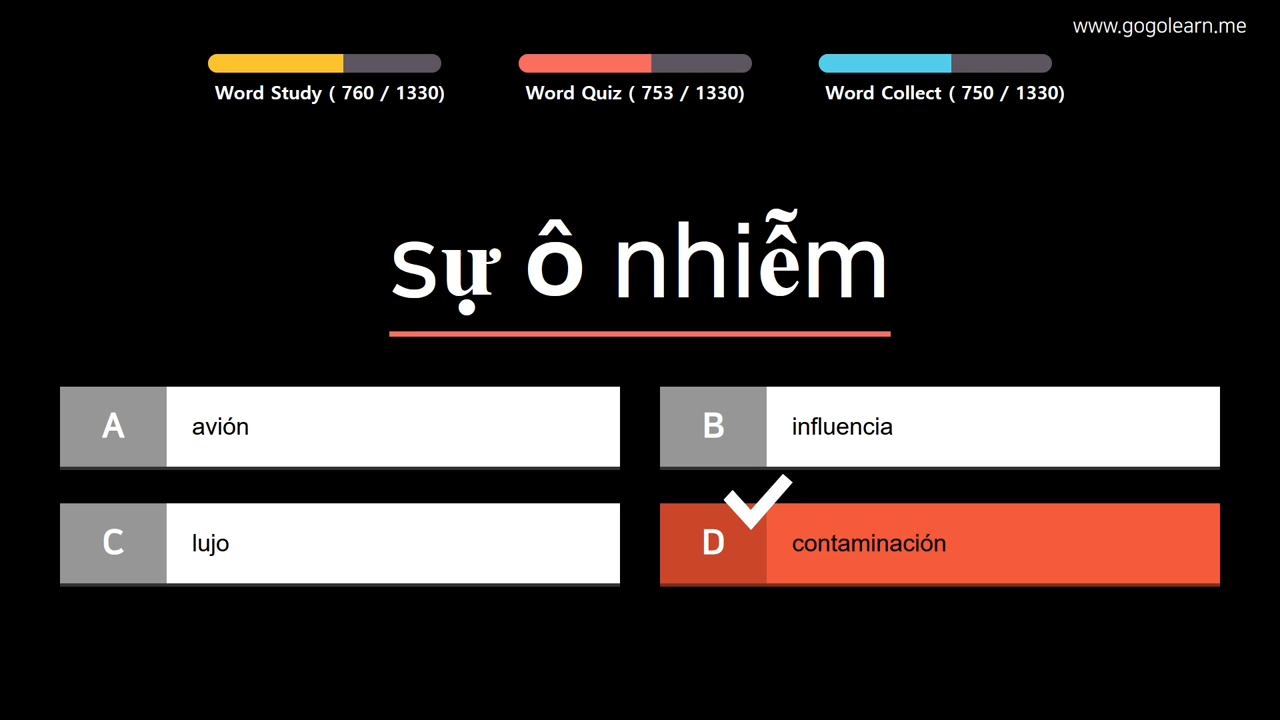 www.gogolearn.me
Word Study ( 760 / 1330)
Word Quiz ( 753 / 1330)
Word Collect ( 750 / 1330)
sự ô nhiễm
A avión
B influencia
C lujo
D contaminación